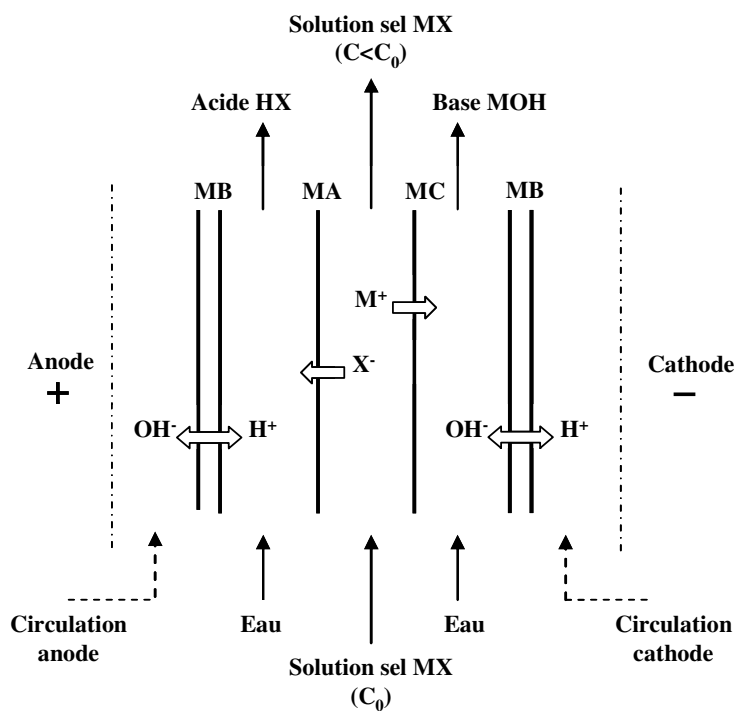 Solution sel MX
(C<C₀)
Acide HX
Base MOH
MB
MA
MC
MB
M⁺
X⁻
Anode
+
Cathode
−
OH⁻
H⁺
OH⁻
H⁺
Circulation
anode
Eau
Eau
Circulation
cathode
Solution sel MX
(C₀)